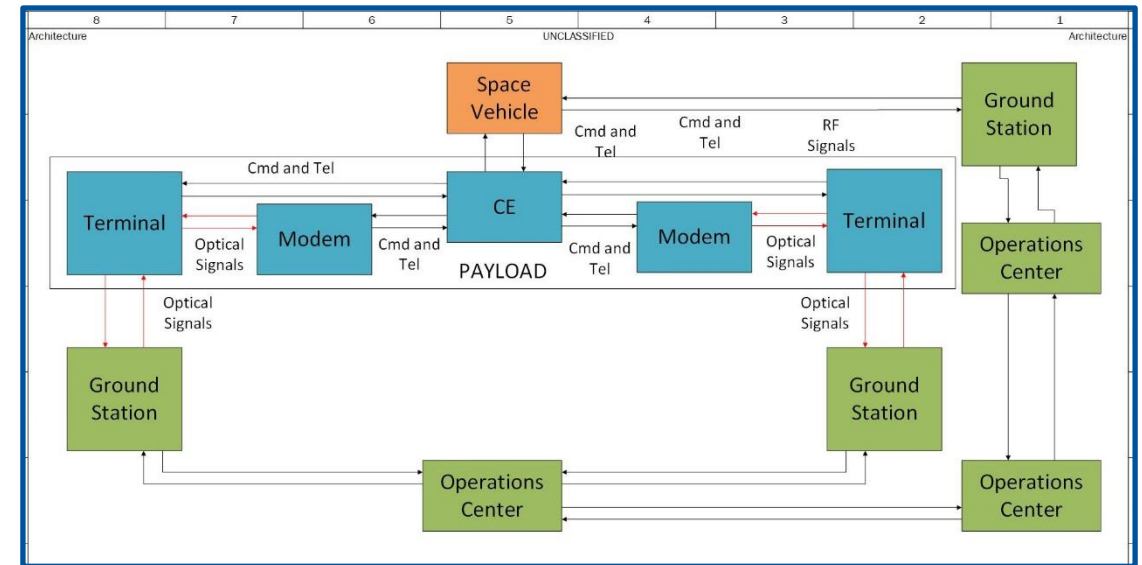 8 7 6 5 4 3 2 1
Architecture UNCLASSIFIED Architecture
Space
Vehicle
Ground
Station
Cmd and
Tel
Cmd and
Tel
RF
Signals
Cmd and Tel
Terminal
Optical
Signals
Modem
Cmd and
Tel
CE
PAYLOAD
Cmd and
Tel
Modem
Optical
Signals
Terminal
Operations
Center
Optical
Signals
Optical
Signals
Ground
Station
Ground
Station
Operations
Center
Operations
Center